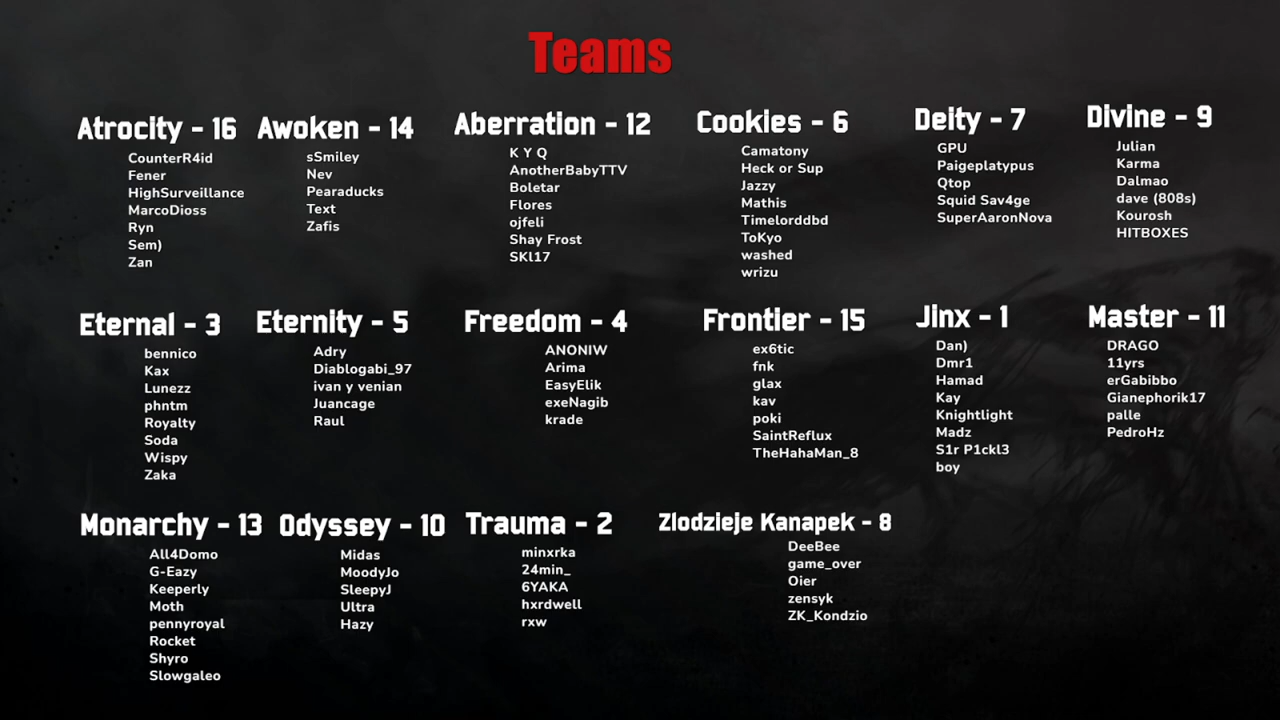 Teams
Atrocity - 16
CounterR4id
Fener
HighSurveillance
MarcoDioss
Ryn
Sem)
Zan
Awoken - 14
sSmiley
Nev
Pearaducks
Text
Zafis
Aberration - 12
K Y Q
AnotherBabyTTV
Boletar
Flores
ojfeli
Shay Frost
SKl17
Cookies - 6
Camatony
Heck or Sup
Jazzy
Mathis
Timelorddbd
ToKyo
washed
wrizu
Deity - 7
GPU
Paigeplatypus
Qtop
Squid Sav4ge
SuperAaronNova
Divine - 9
Julian
Karma
Dalmao
dave (808s)
Kourosh
HITBOXES
Eternal - 3
bennico
Kax
Lunezz
phntm
Royalty
Soda
Wispy
Zaka
Eternity - 5
Adry
Diablogabi_97
ivan y venian
Juancage
Raul
Freedom - 4
ANONIW
Arima
EasyElik
exeNagib
krade
Frontier - 15
ex6tic
fnk
glax
kav
poki
SaintReflux
TheHahaMan_8
Jinx - 1
Dan)
Dmr1
Hamad
Kay
Knightlight
Madz
S1r P1ckl3
boy
Master - 11
DRAGO
11yrs
erGabibbo
Gianephorik17
palle
PedroHz
Monarchy - 13
All4Domo
G-Eazy
Keeperly
Moth
pennyroyal
Rocket
Shyro
Slowgaleo
Odyssey - 10
Midas
MoodyJo
SleepyJ
Ultra
Hazy
Trauma - 2
minxrka
24min_
6YAKA
hxrdwell
rxw
Zlodzieje Kanapek - 8
DeeBee
game_over
Oier
zensyk
ZK_Kondzio